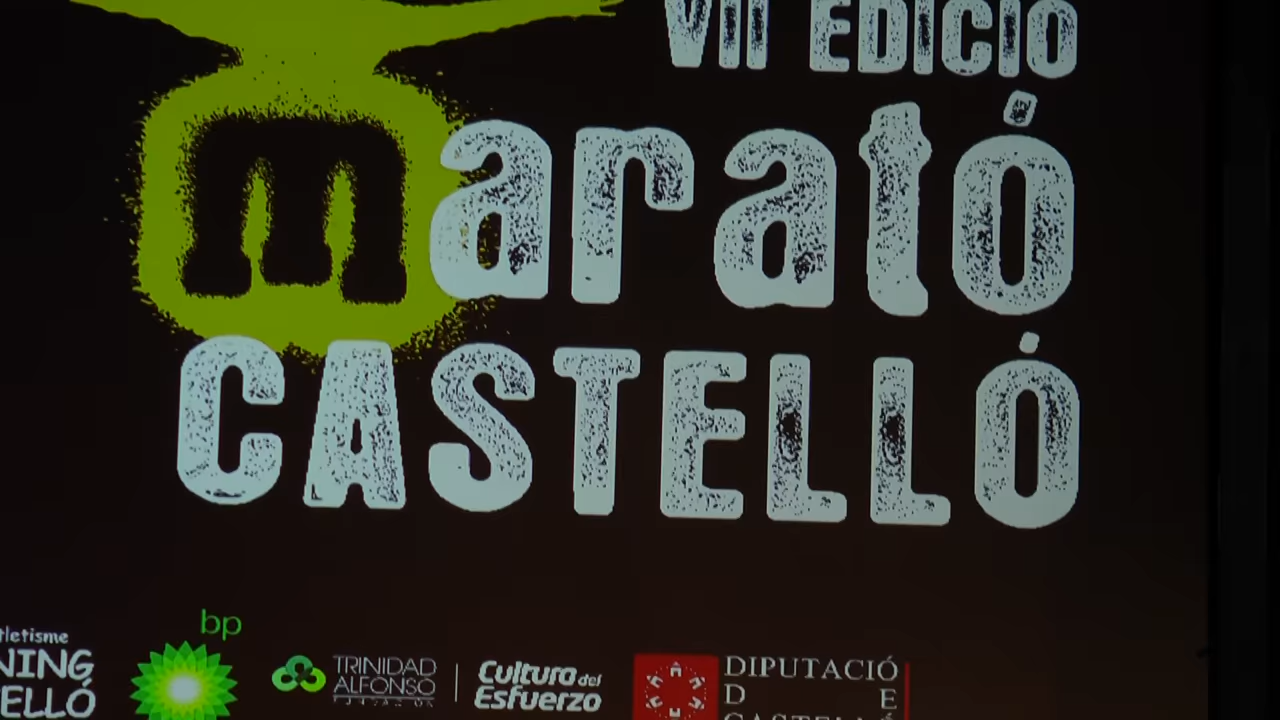 VII EDICIÓ
marató
CASTELLÓ
bp
TRINIDAD
ALFONSO
Cultura del
Esfuerzo
DIPUTACIÓ
D E